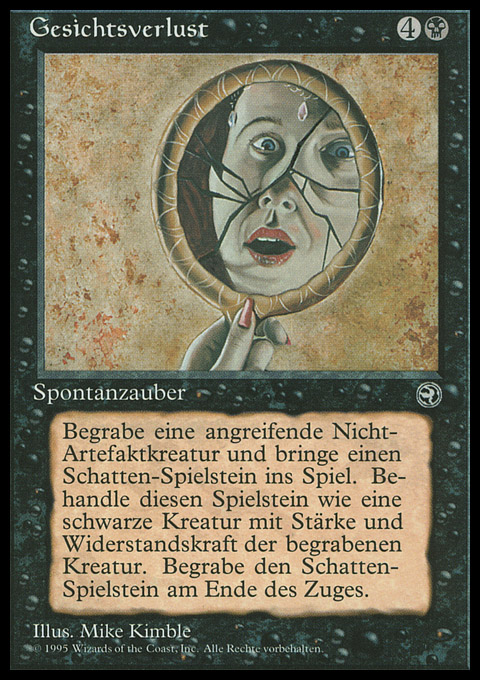 Gesichtsverlust 4
Spontanzauber
Begrabe eine angreifende Nicht-
Artefaktkreatur und bringe einen
Schatten-Spielstein ins Spiel. Be-
handle diesen Spielstein wie eine
schwarze Kreatur mit Stärke und
Widerstandskraft der begrabenen
Kreatur. Begrabe den Schatten-
Spielstein am Ende des Zuges.
Illus. Mike Kimble
© 1995 Wizards of the Coast, Inc. Alle Rechte vorbehalten.